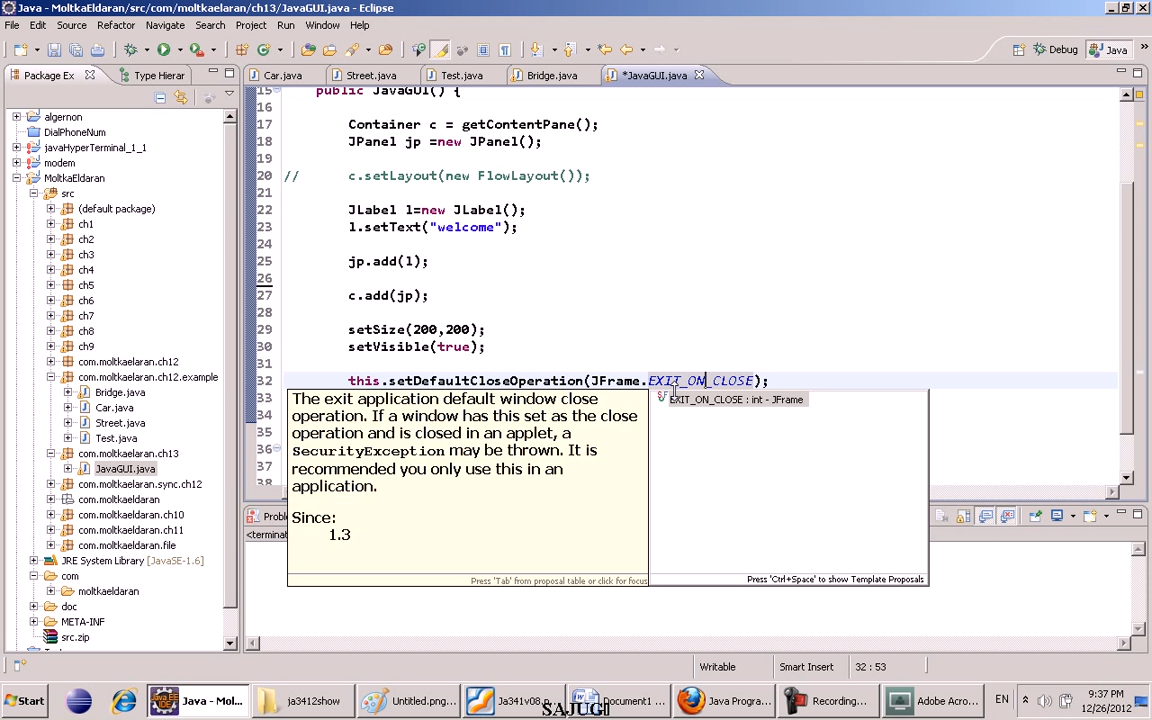 Java - MoltkaEldaran/src/com/moltkaelaran/ch13/JavaGUI.java - Eclipse
File Edit Source Refactor Navigate Search Project Run Window Help
Debug Java
Package Ex Type Hierar
Car.java Street.java Test.java Bridge.java *JavaGUI.java
algernon
DialPhoneNum
javaHyperTerminal_1_1
modem
MoltkaEldaran
src
(default package)
ch1
ch2
ch3
ch4
ch5
ch6
ch7
ch8
ch9
com.moltkaelaran.ch12
com.moltkaelaran.ch12.example
Bridge.java
Car.java
Street.java
Test.java
com.moltkaelaran.ch13
JavaGUI.java
com.moltkaelaran.sync.ch12
com.moltkaeldaran
com.moltkaeldaran.ch10
com.moltkaeldaran.ch11
com.moltkaeldaran.file
JRE System Library [JavaSE-1.6]
com
moltkaeldaran
doc
META-INF
src.zip
15 public JavaGUI() {
16
17 Container c = getContentPane();
18 JPanel jp =new JPanel();
19
20 // c.setLayout(new FlowLayout());
21
22 JLabel l=new JLabel();
23 l.setText("welcome");
24
25 jp.add(l);
26
27 c.add(jp);
28
29 setSize(200,200);
30 setVisible(true);
31
32 this.setDefaultCloseOperation(JFrame.EXIT_ON_CLOSE);
33
34
35
36
37
38
The exit application default window close
operation. If a window has this set as the close
operation and is closed in an applet, a
SecurityException may be thrown. It is
recommended you only use this in an
application.
Since:
1.3
Press 'Tab' from proposal table or click for focus
EXIT_ON_CLOSE : int - JFrame
Press 'Ctrl+Space' to show Template Proposals
Probl
<terminat
Writable Smart Insert 32 : 53
Start Java - Mol... ja3412show Untitled.png... Ja341v08.p... Document1 ... Java Progra... Recording... Adobe Acro... EN 9:37 PM
12/26/2012